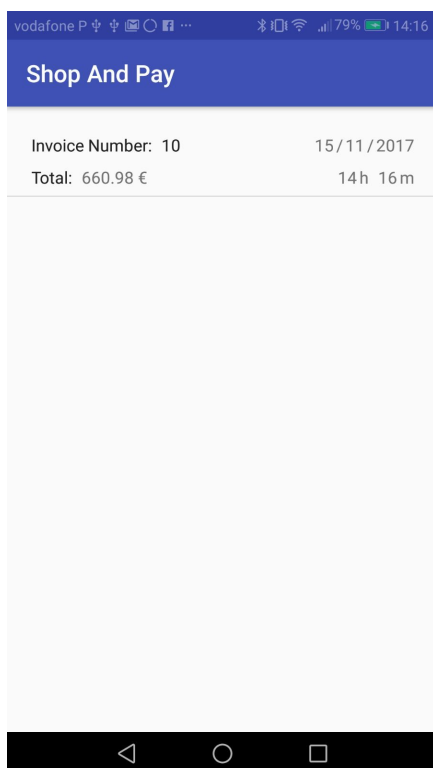 vodafone P ... 79% 14:16
Shop And Pay
Invoice Number: 10 15/11/2017
Total: 660.98 € 14h 16m